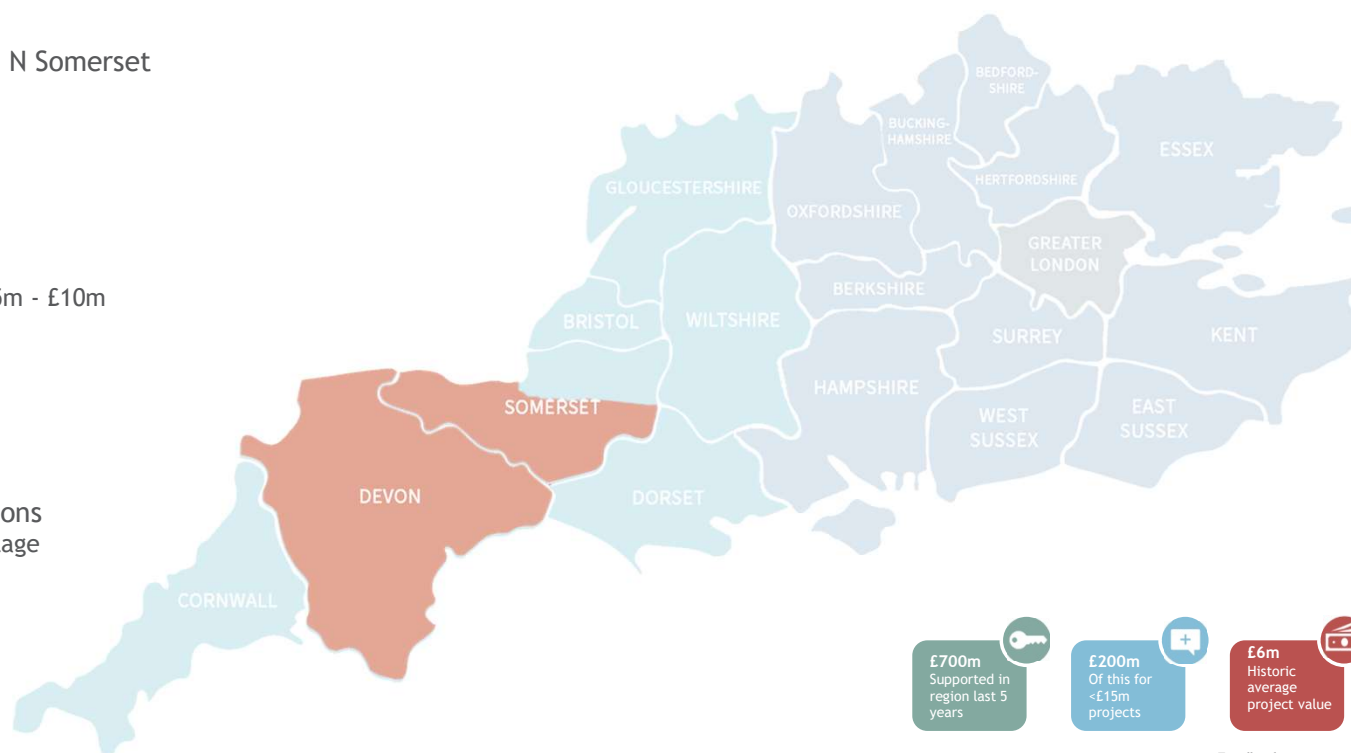 N Somerset
m - £10m
ons
age
BEDFORD-
SHIRE
BUCKING-
HAMSHIRE
ESSEX
HERTFORDSHIRE
GLOUCESTERSHIRE
OXFORDSHIRE
GREATER
LONDON
BERKSHIRE
BRISTOL
WILTSHIRE
SURREY
KENT
HAMPSHIRE
SOMERSET
WEST
SUSSEX
EAST
SUSSEX
DEVON
DORSET
CORNWALL
£700m
Supported in
region last 5
years
£200m
Of this for
<£15m
projects
£6m
Historic
average
project value